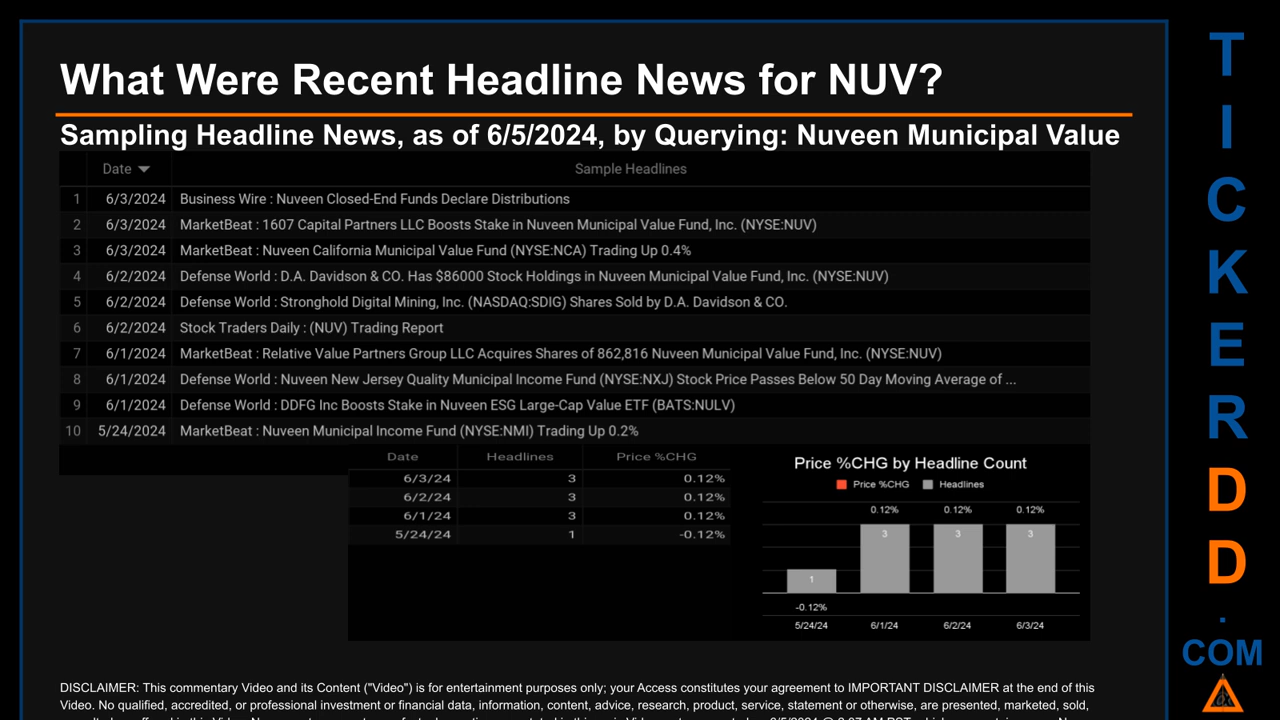 What Were Recent Headline News for NUV?
Sampling Headline News, as of 6/5/2024, by Querying: Nuveen Municipal Value
Date Sample Headlines
1 6/3/2024 Business Wire : Nuveen Closed-End Funds Declare Distributions
2 6/3/2024 MarketBeat : 1607 Capital Partners LLC Boosts Stake in Nuveen Municipal Value Fund, Inc. (NYSE:NUV)
3 6/3/2024 MarketBeat : Nuveen California Municipal Value Fund (NYSE:NCA) Trading Up 0.4%
4 6/2/2024 Defense World : D.A. Davidson & CO. Has $86000 Stock Holdings in Nuveen Municipal Value Fund, Inc. (NYSE:NUV)
5 6/2/2024 Defense World : Stronghold Digital Mining, Inc. (NASDAQ:SDIG) Shares Sold by D.A. Davidson & CO.
6 6/2/2024 Stock Traders Daily : (NUV) Trading Report
7 6/1/2024 MarketBeat : Relative Value Partners Group LLC Acquires Shares of 862,816 Nuveen Municipal Value Fund, Inc. (NYSE:NUV)
8 6/1/2024 Defense World : Nuveen New Jersey Quality Municipal Income Fund (NYSE:NXJ) Stock Price Passes Below 50 Day Moving Average of ...
9 6/1/2024 Defense World : DDFG Inc Boosts Stake in Nuveen ESG Large-Cap Value ETF (BATS:NULV)
10 5/24/2024 MarketBeat : Nuveen Municipal Income Fund (NYSE:NMI) Trading Up 0.2%
Date Headlines Price %CHG
6/3/24 3 0.12%
6/2/24 3 0.12%
6/1/24 3 0.12%
5/24/24 1 -0.12%
Price %CHG by Headline Count
Price %CHG Headlines
0.12% 0.12% 0.12%
3 3 3
1
-0.12%
5/24/24 6/1/24 6/2/24 6/3/24
DISCLAIMER: This commentary Video and its Content ("Video") is for entertainment purposes only; your Access constitutes your agreement to IMPORTANT DISCLAIMER at the end of this
Video. No qualified, accredited, or professional investment or financial data, information, content, advice, research, product, service, statement or otherwise, are presented, marketed, sold,
T
I
C
K
E
R
D
D
.
COM